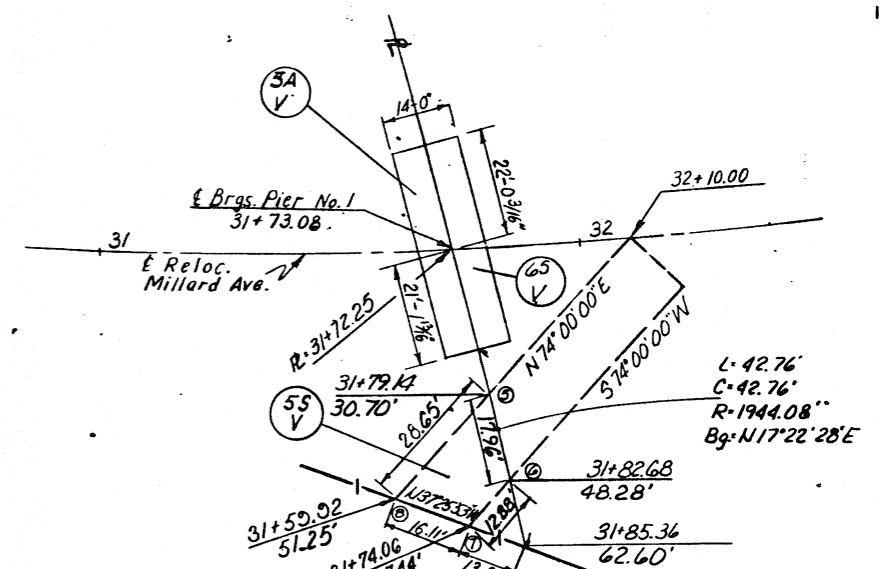 3A
V
14'-0"
22'-0 3/16"
32+10.00
℄ Brgs. Pier No. 1
31+73.08
31
32
℄ Reloc.
Millard Ave.
6S
V
21'-1 13/16"
PL=31+72.25
N 74°00'00"E
S 74°00'00"W
L=42.76'
C=42.76'
R=1944.08'
Bg=N17°22'28"E
31+79.14
30.70'
5
5S
V
28.65'
17.96'
6
31+82.68
48.28'
12.88'
31+59.92
51.25'
8
16.11'
7
31+85.36
62.60'
31+74.06